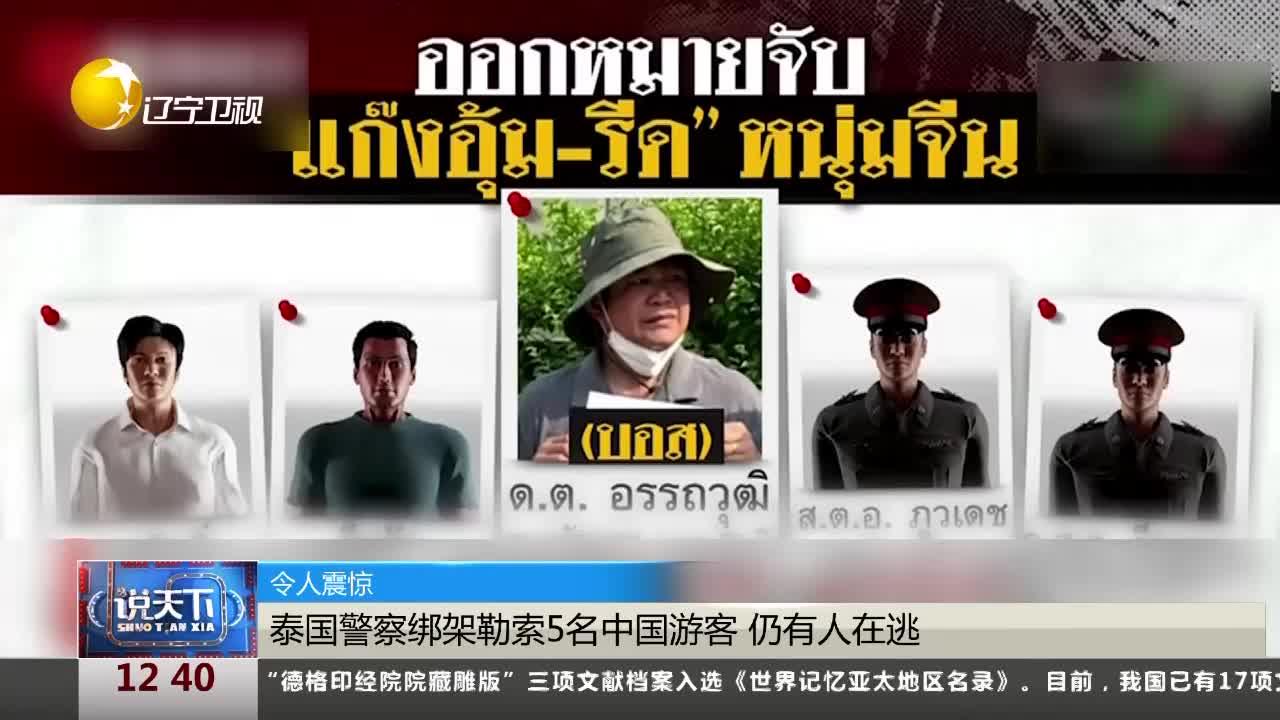 ออกหมายจับ
辽宁卫视
แก๊งอุ้ม-รีด” หนุ่มจีน
(บอส)
ด.ต. อรรถวุฒิ
ส.ต.อ. ภูวเดช
令人震惊
说天下
SHUO TIAN XIA
泰国警察绑架勒索5名中国游客 仍有人在逃
12 40
“德格印经院院藏雕版”三项文献档案入选《世界记忆亚太地区名录》。目前，我国已有17项